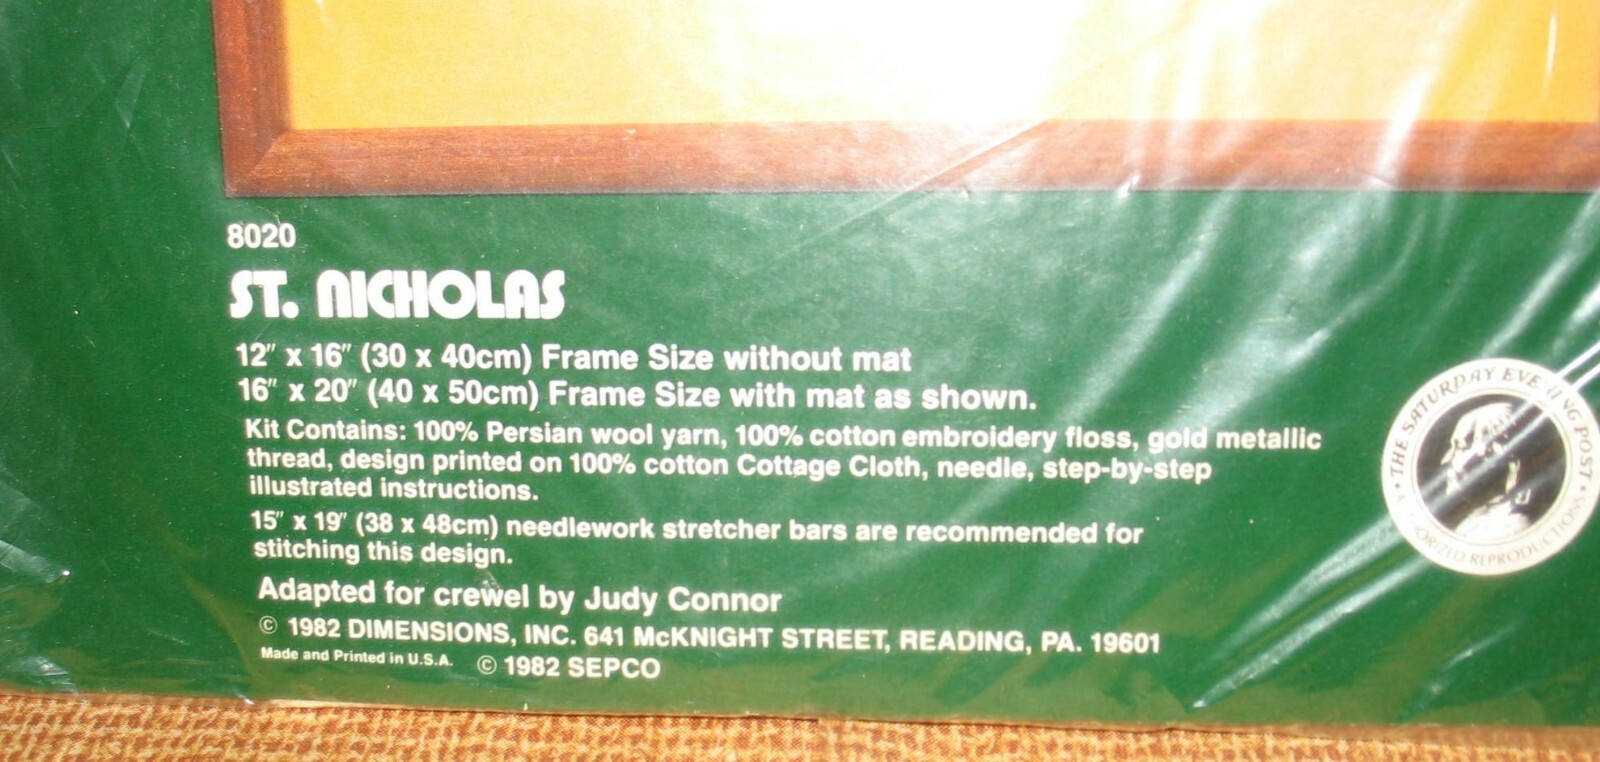 8020
ST. NICHOLAS
12" x 16" (30 x 40cm) Frame Size without mat
16" x 20" (40 x 50cm) Frame Size with mat as shown.
Kit Contains: 100% Persian wool yarn, 100% cotton embroidery floss, gold metallic
thread, design printed on 100% cotton Cottage Cloth, needle, step-by-step
illustrated instructions.
15" x 19" (38 x 48cm) needlework stretcher bars are recommended for
stitching this design.
Adapted for crewel by Judy Connor
© 1982 DIMENSIONS, INC. 641 McKNIGHT STREET, READING, PA. 19601
Made and Printed in U.S.A. © 1982 SEPCO
• THE SATURDAY EVENING POST •
REPRODUCTIONS